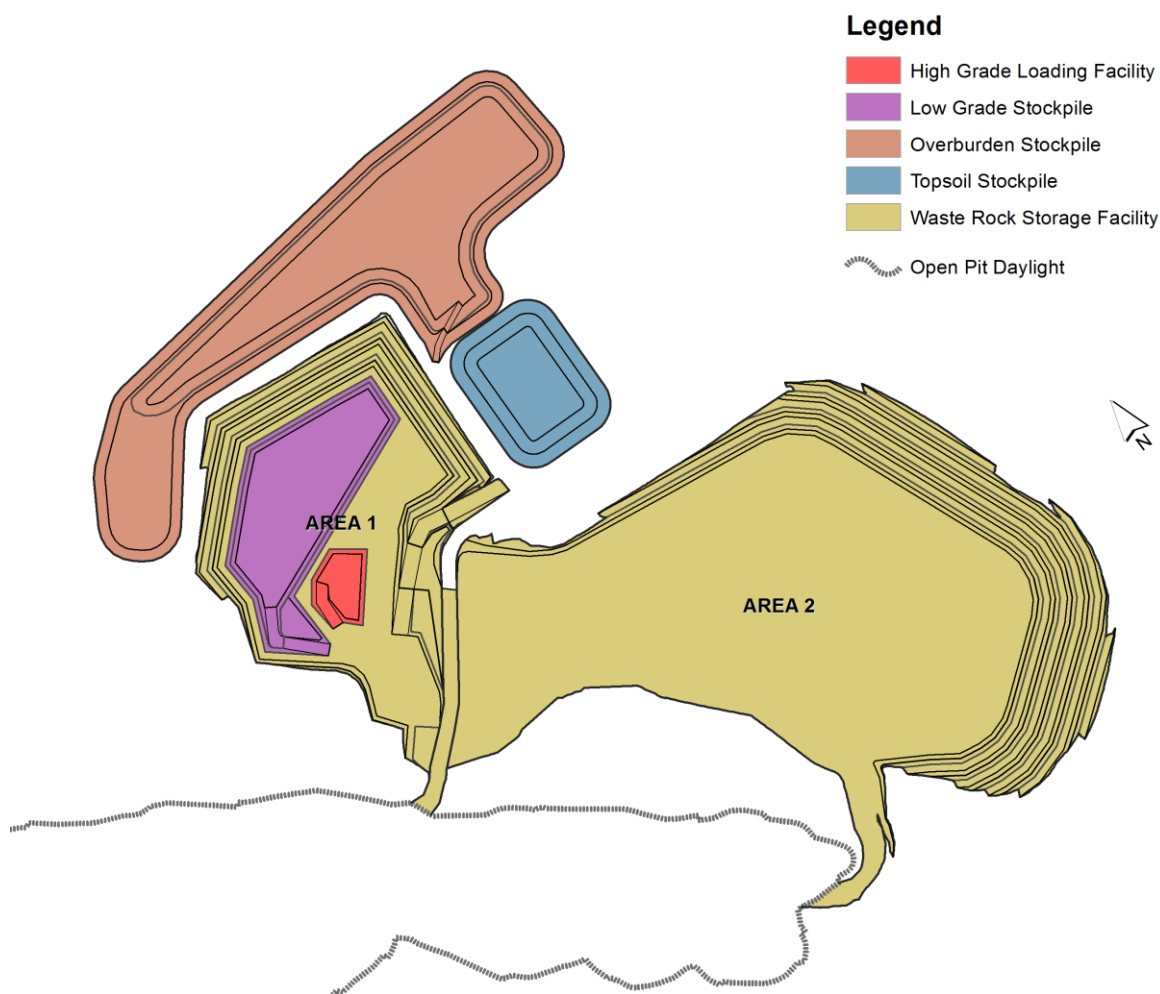 Legend
High Grade Loading Facility
Low Grade Stockpile
Overburden Stockpile
Topsoil Stockpile
Waste Rock Storage Facility
Open Pit Daylight
N
AREA 1
AREA 2